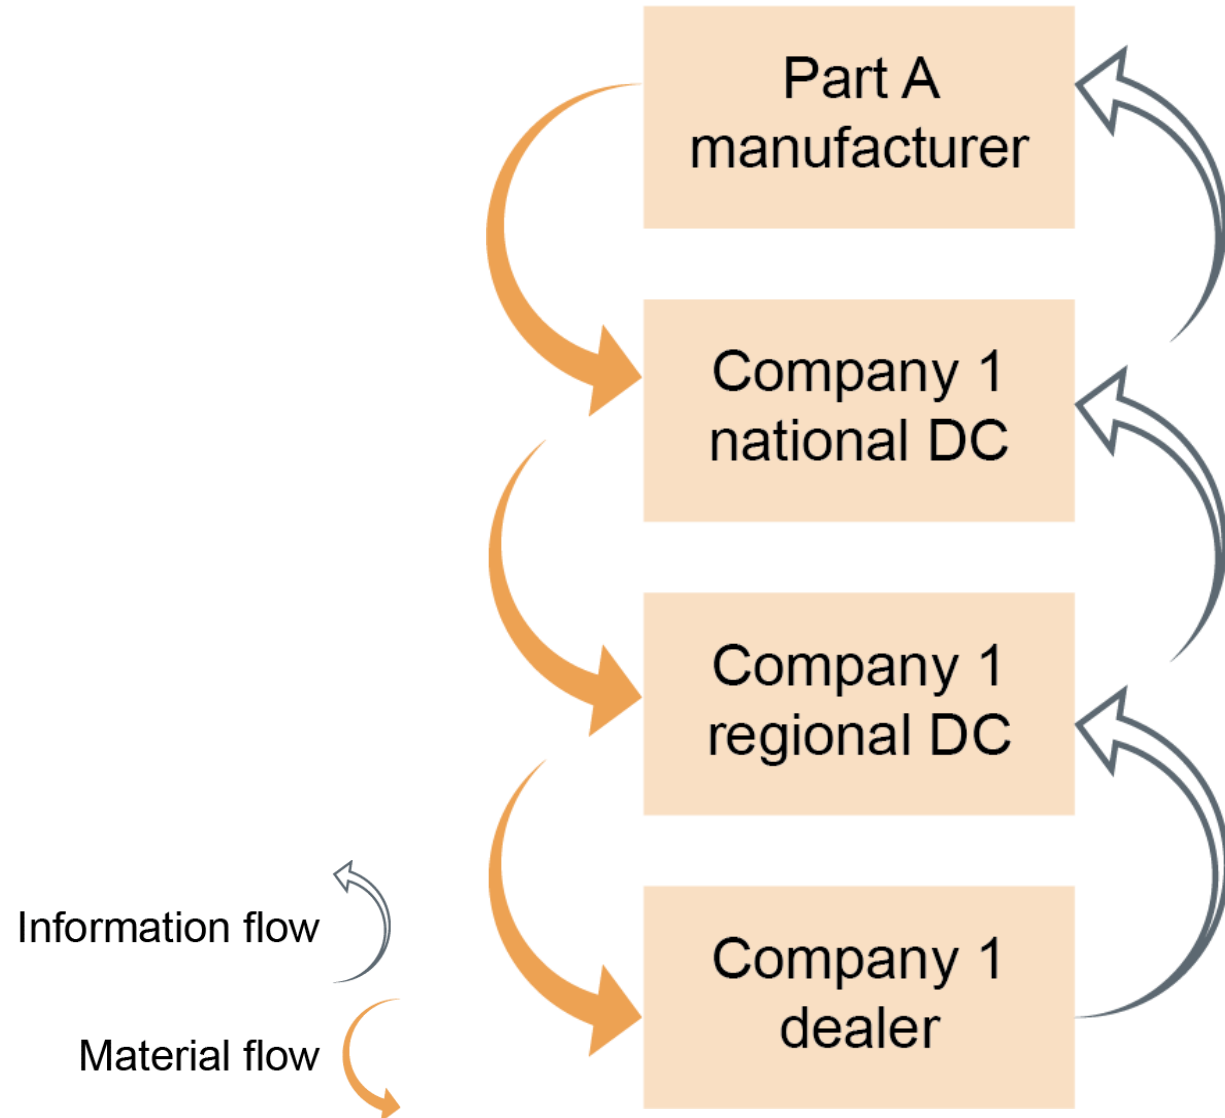 Part A
manufacturer
Company 1
national DC
Company 1
regional DC
Company 1
dealer
Information flow
Material flow